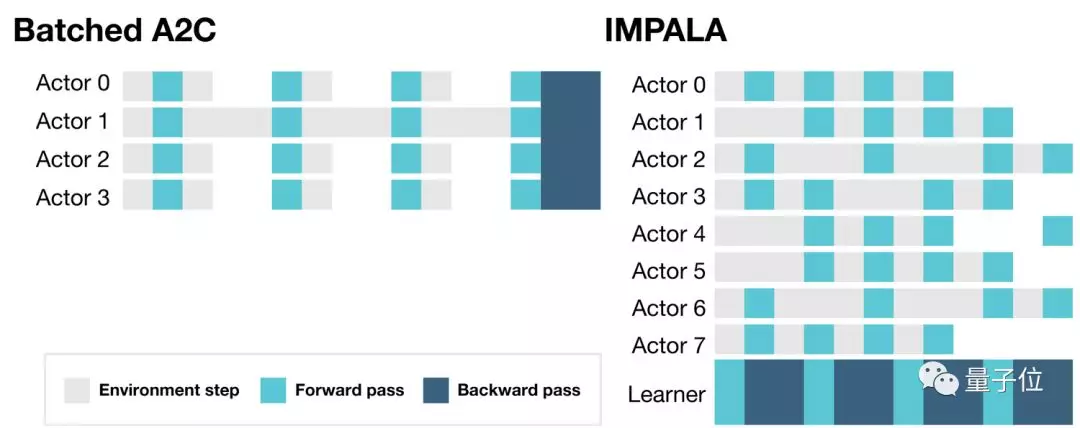 Batched A2C
Actor 0
Actor 1
Actor 2
Actor 3
IMPALA
Actor 0
Actor 1
Actor 2
Actor 3
Actor 4
Actor 5
Actor 6
Actor 7
Learner
Environment step
Forward pass
Backward pass
量子位